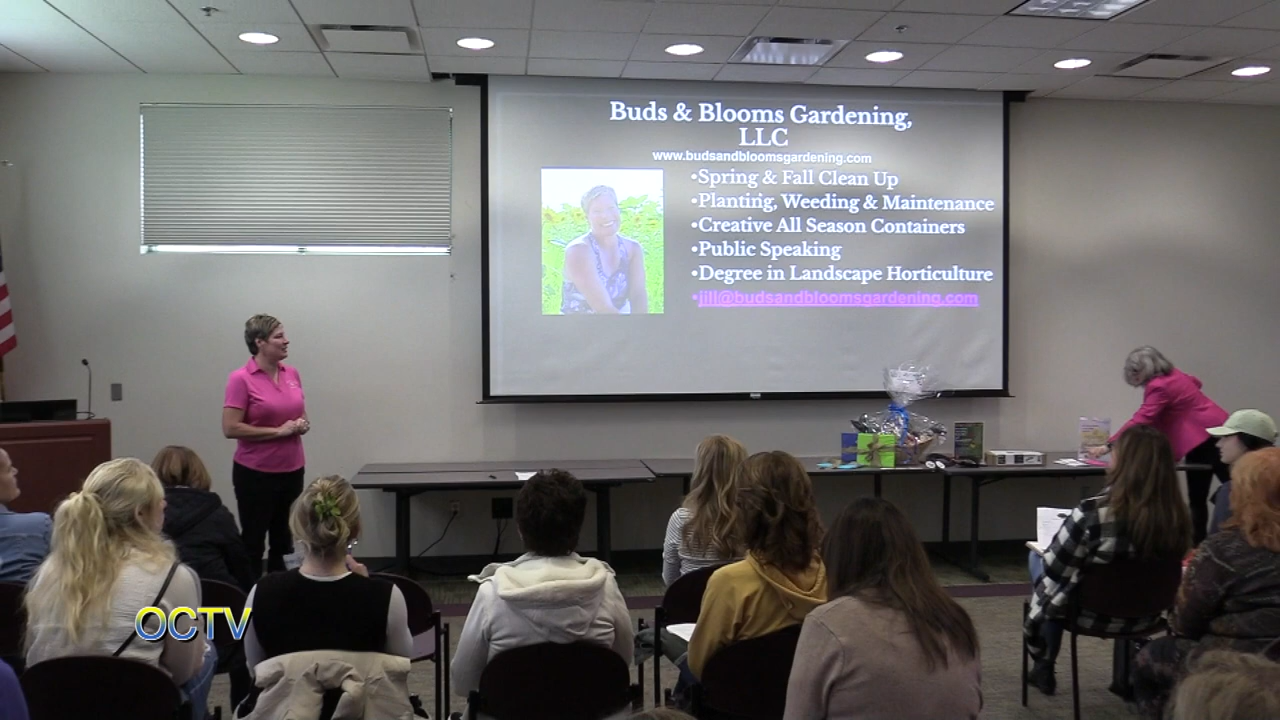 Buds & Blooms Gardening,
LLC
www.budsandbloomsgardening.com
•Spring & Fall Clean Up
•Planting, Weeding & Maintenance
•Creative All Season Containers
•Public Speaking
•Degree in Landscape Horticulture
•jill@budsandbloomsgardening.com
OCTV